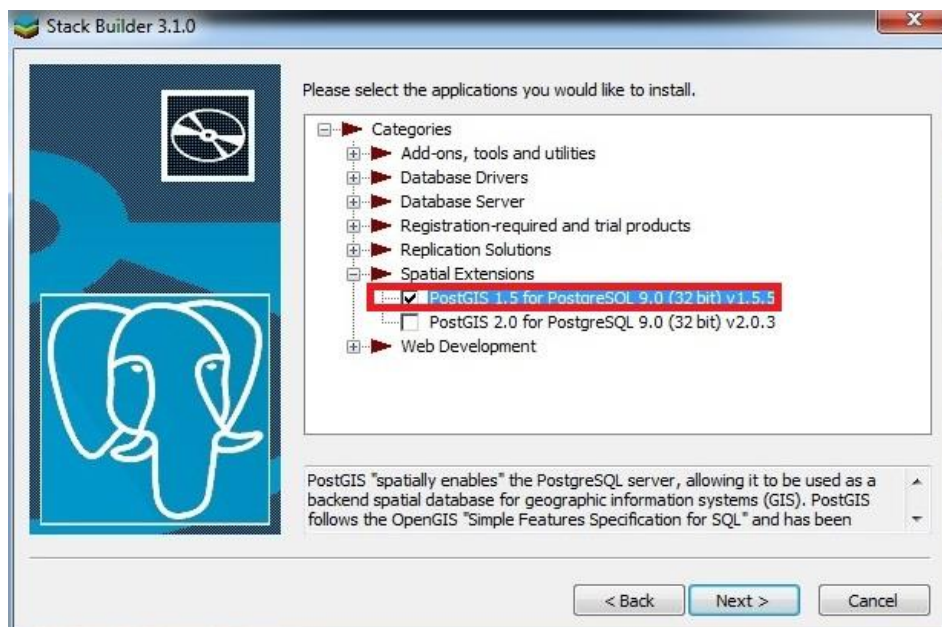 Stack Builder 3.1.0
Please select the applications you would like to install.
Categories
Add-ons, tools and utilities
Database Drivers
Database Server
Registration-required and trial products
Replication Solutions
Spatial Extensions
PostGIS 1.5 for PostgreSQL 9.0 (32 bit) v1.5.5
PostGIS 2.0 for PostgreSQL 9.0 (32 bit) v2.0.3
Web Development
PostGIS "spatially enables" the PostgreSQL server, allowing it to be used as a
backend spatial database for geographic information systems (GIS). PostGIS
follows the OpenGIS "Simple Features Specification for SQL" and has been
< Back Next > Cancel